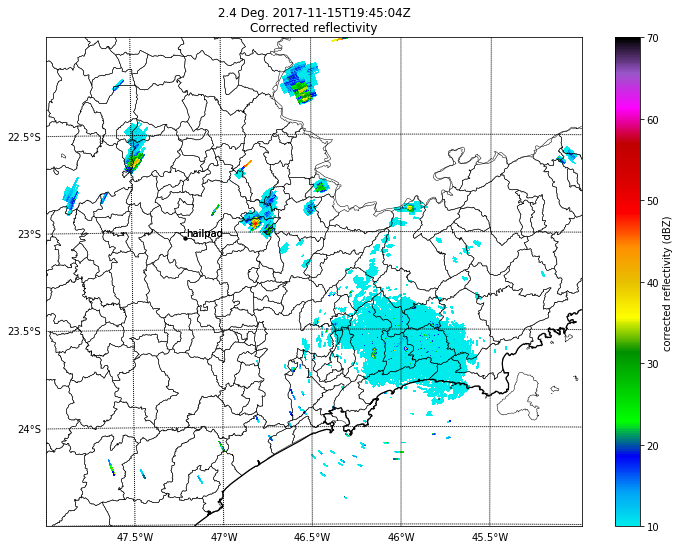 2.4 Deg. 2017-11-15T19:45:04Z
Corrected reflectivity
70
60
50
40
30
20
10
corrected reflectivity (dBZ)
22.5°S
23°S
23.5°S
24°S
hailpad
47.5°W
47°W
46.5°W
46°W
45.5°W